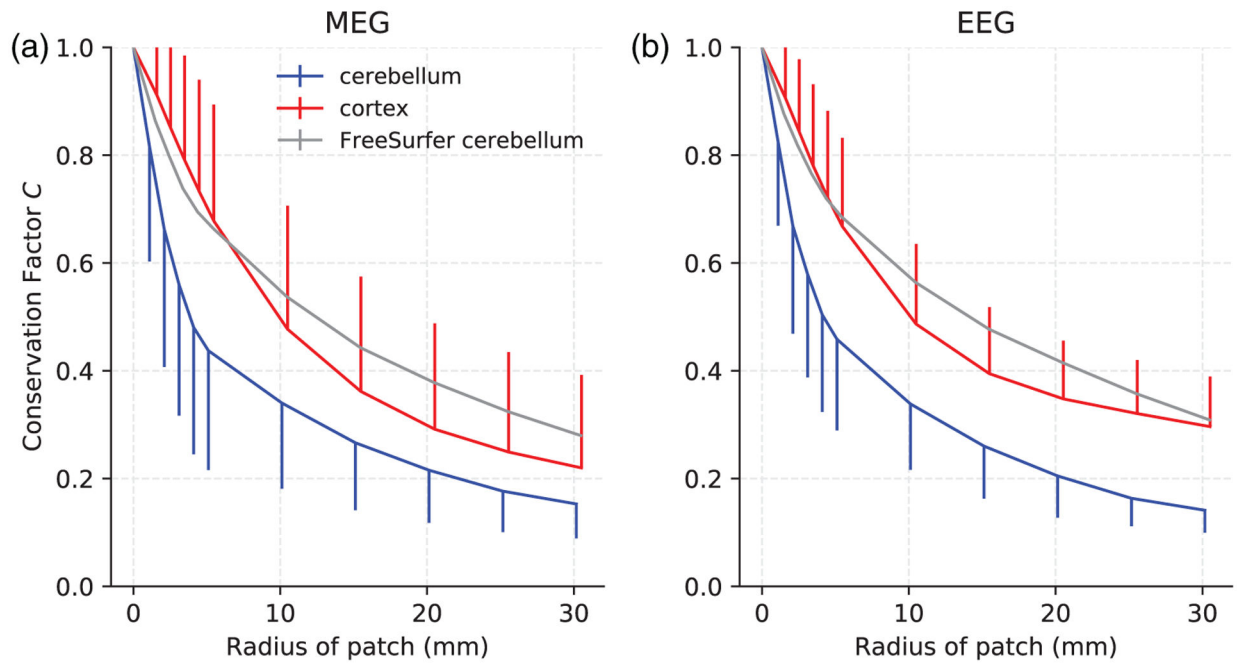 MEG
(a)
cerebellum
cortex
FreeSurfer cerebellum
Conservation Factor C
1.0
0.8
0.6
0.4
0.2
0.0
0 10 20 30
Radius of patch (mm)
EEG
(b)
1.0
0.8
0.6
0.4
0.2
0.0
0 10 20 30
Radius of patch (mm)